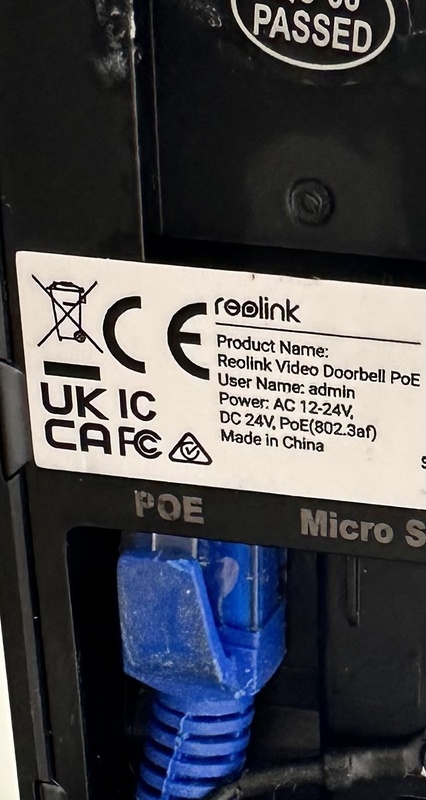 PASSED
CE
reolink
Product Name:
Reolink Video Doorbell PoE
User Name: admin
Power: AC 12-24V,
DC 24V, PoE(802.3af)
Made in China
UK IC
CA FC
POE
Micro S